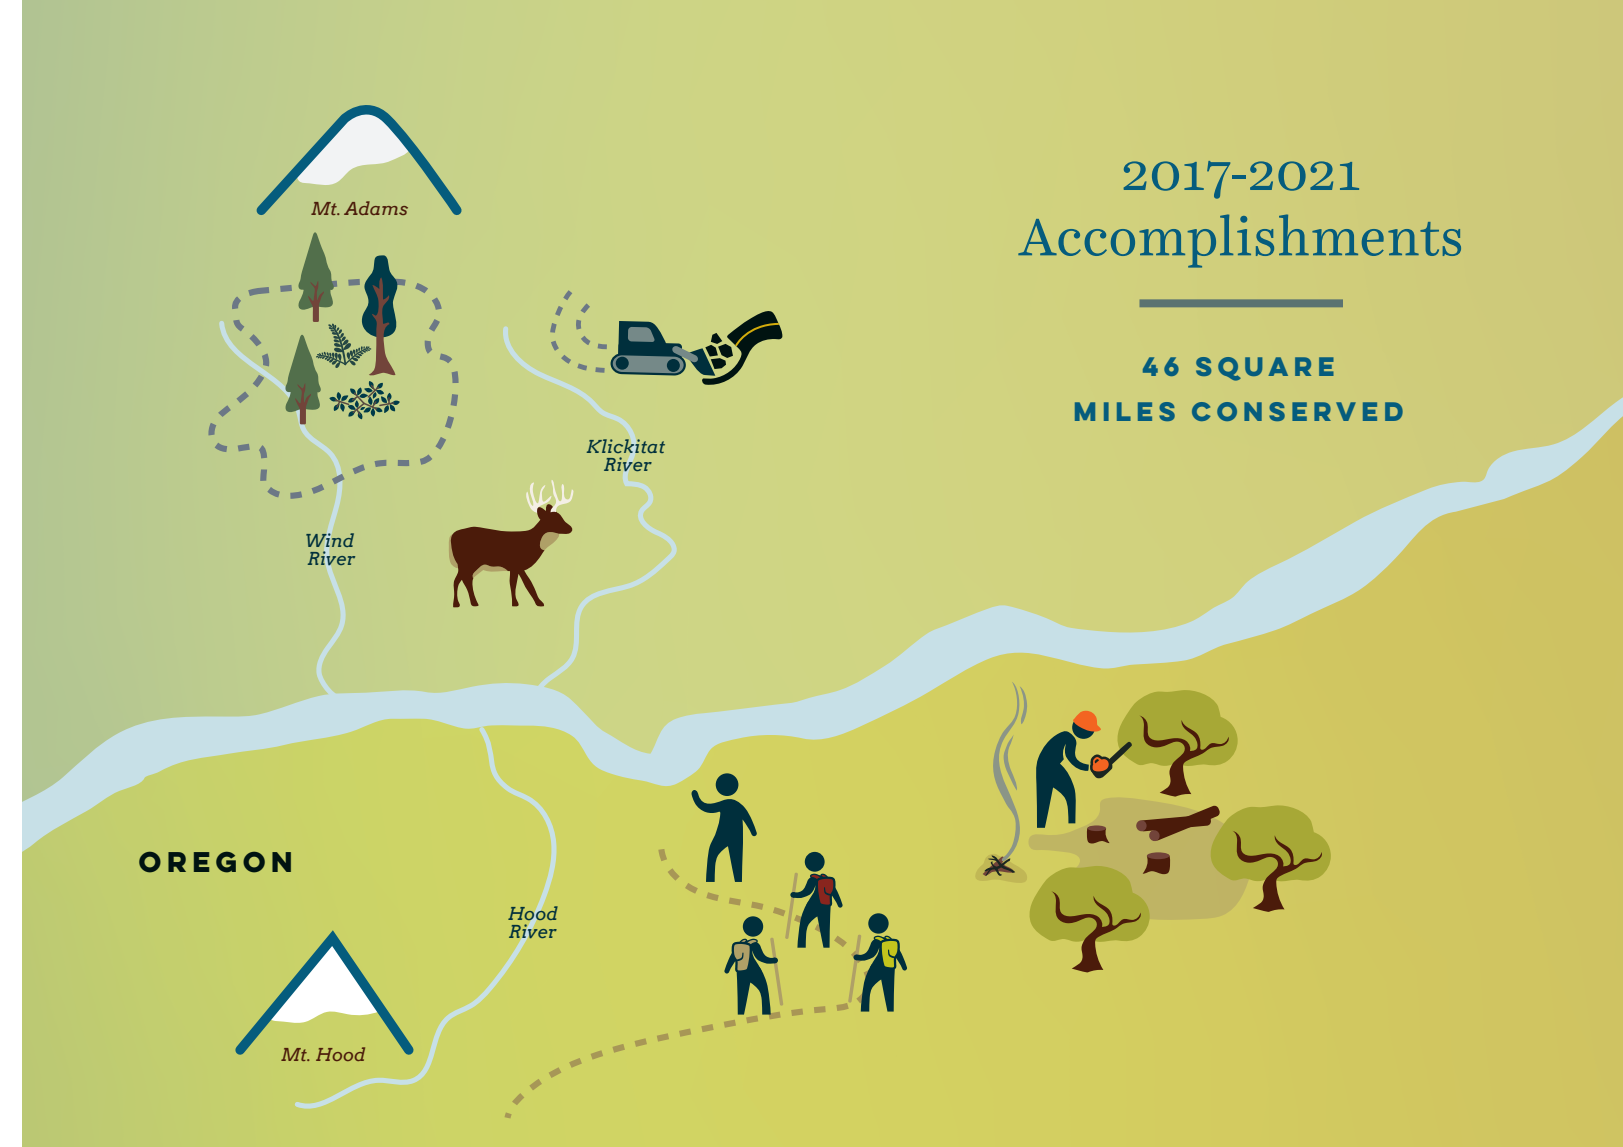 2017-2021
Accomplishments
46 SQUARE
MILES CONSERVED
Mt. Adams
Klickitat
River
Wind
River
OREGON
Hood
River
Mt. Hood